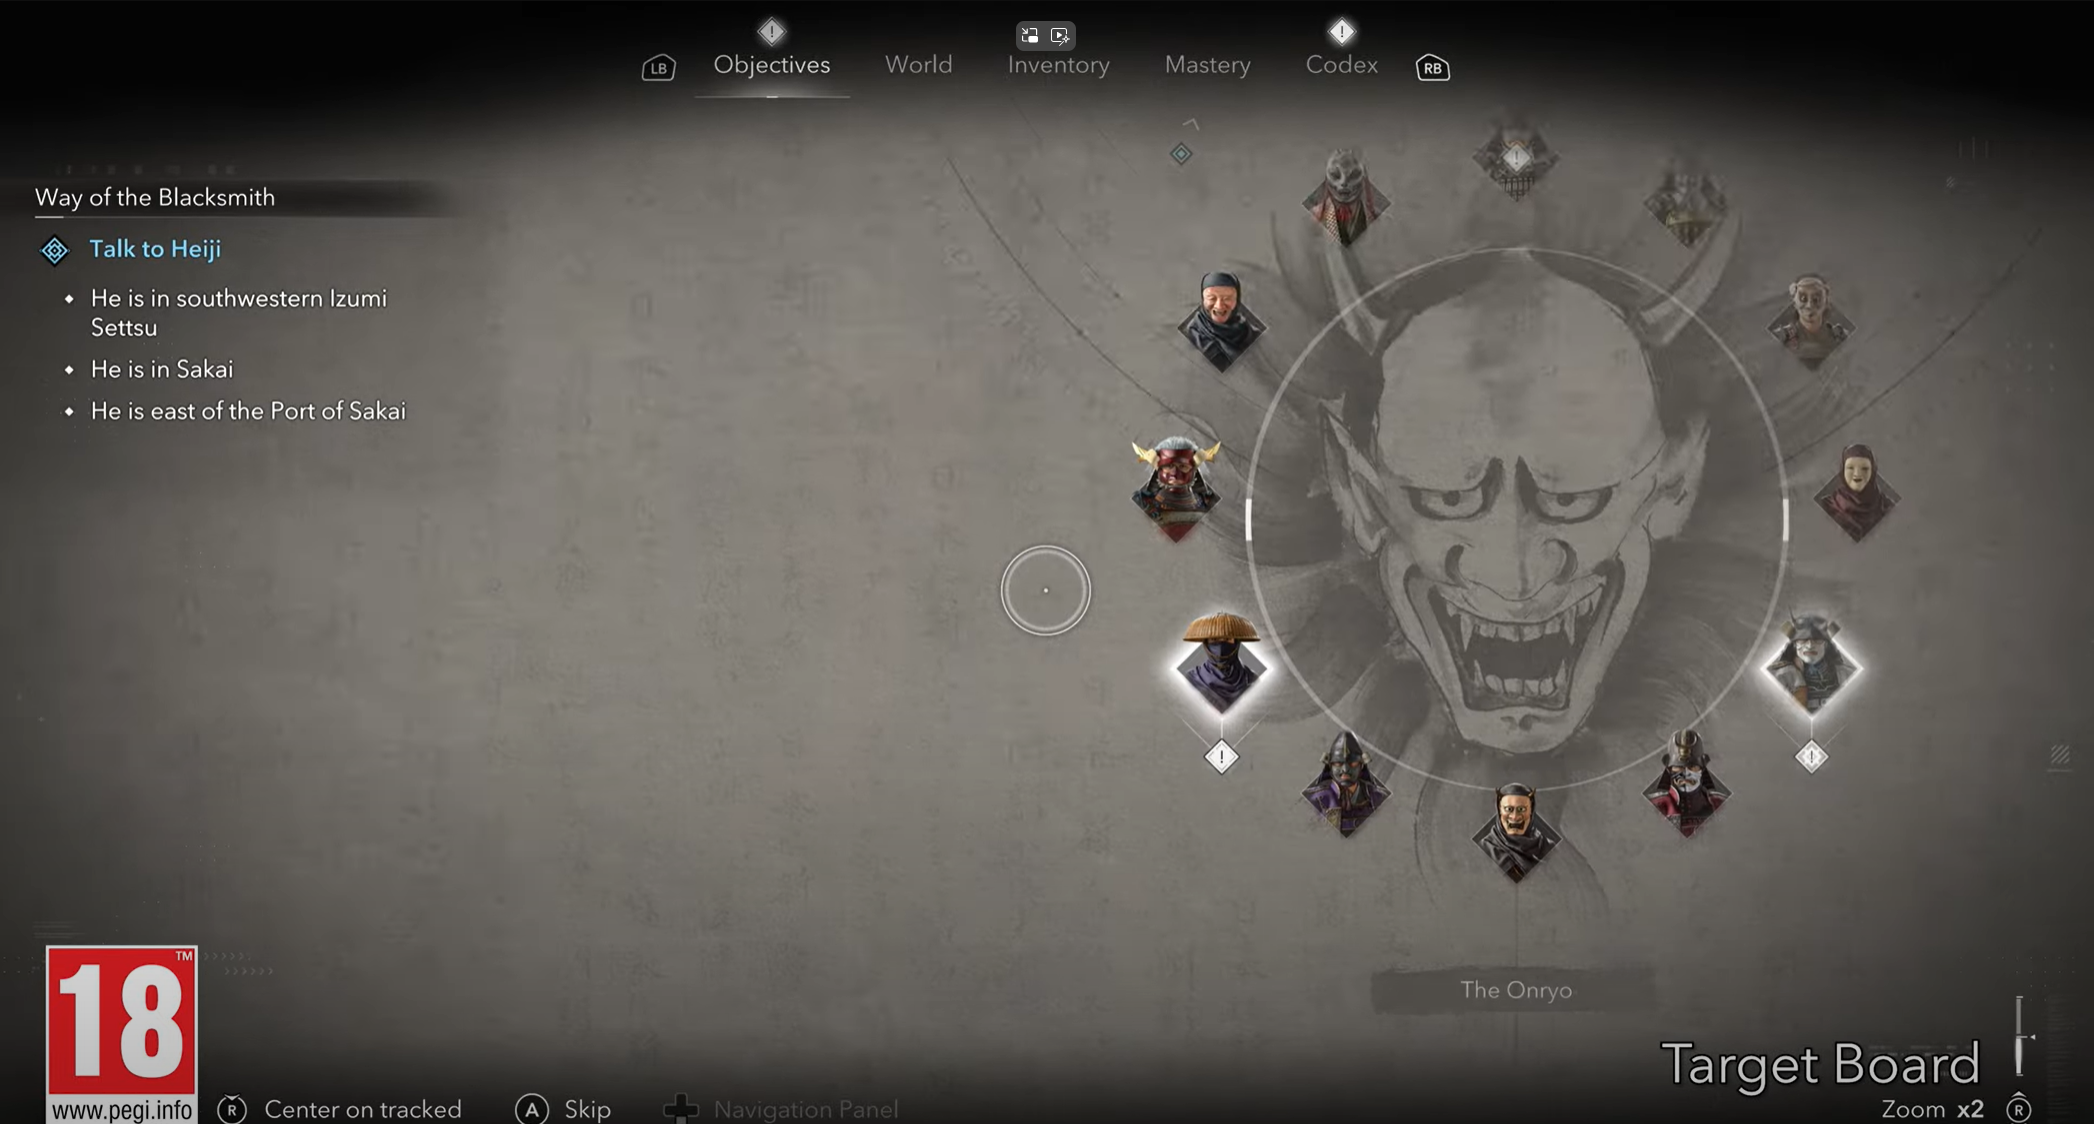 LB
Objectives
World
Inventory
Mastery
Codex
RB
Way of the Blacksmith
Talk to Heiji
He is in southwestern Izumi
Settsu
He is in Sakai
He is east of the Port of Sakai
The Onryo
Target Board
18 TM
www.pegi.info
R Center on tracked
A Skip
Navigation Panel
Zoom x2 R